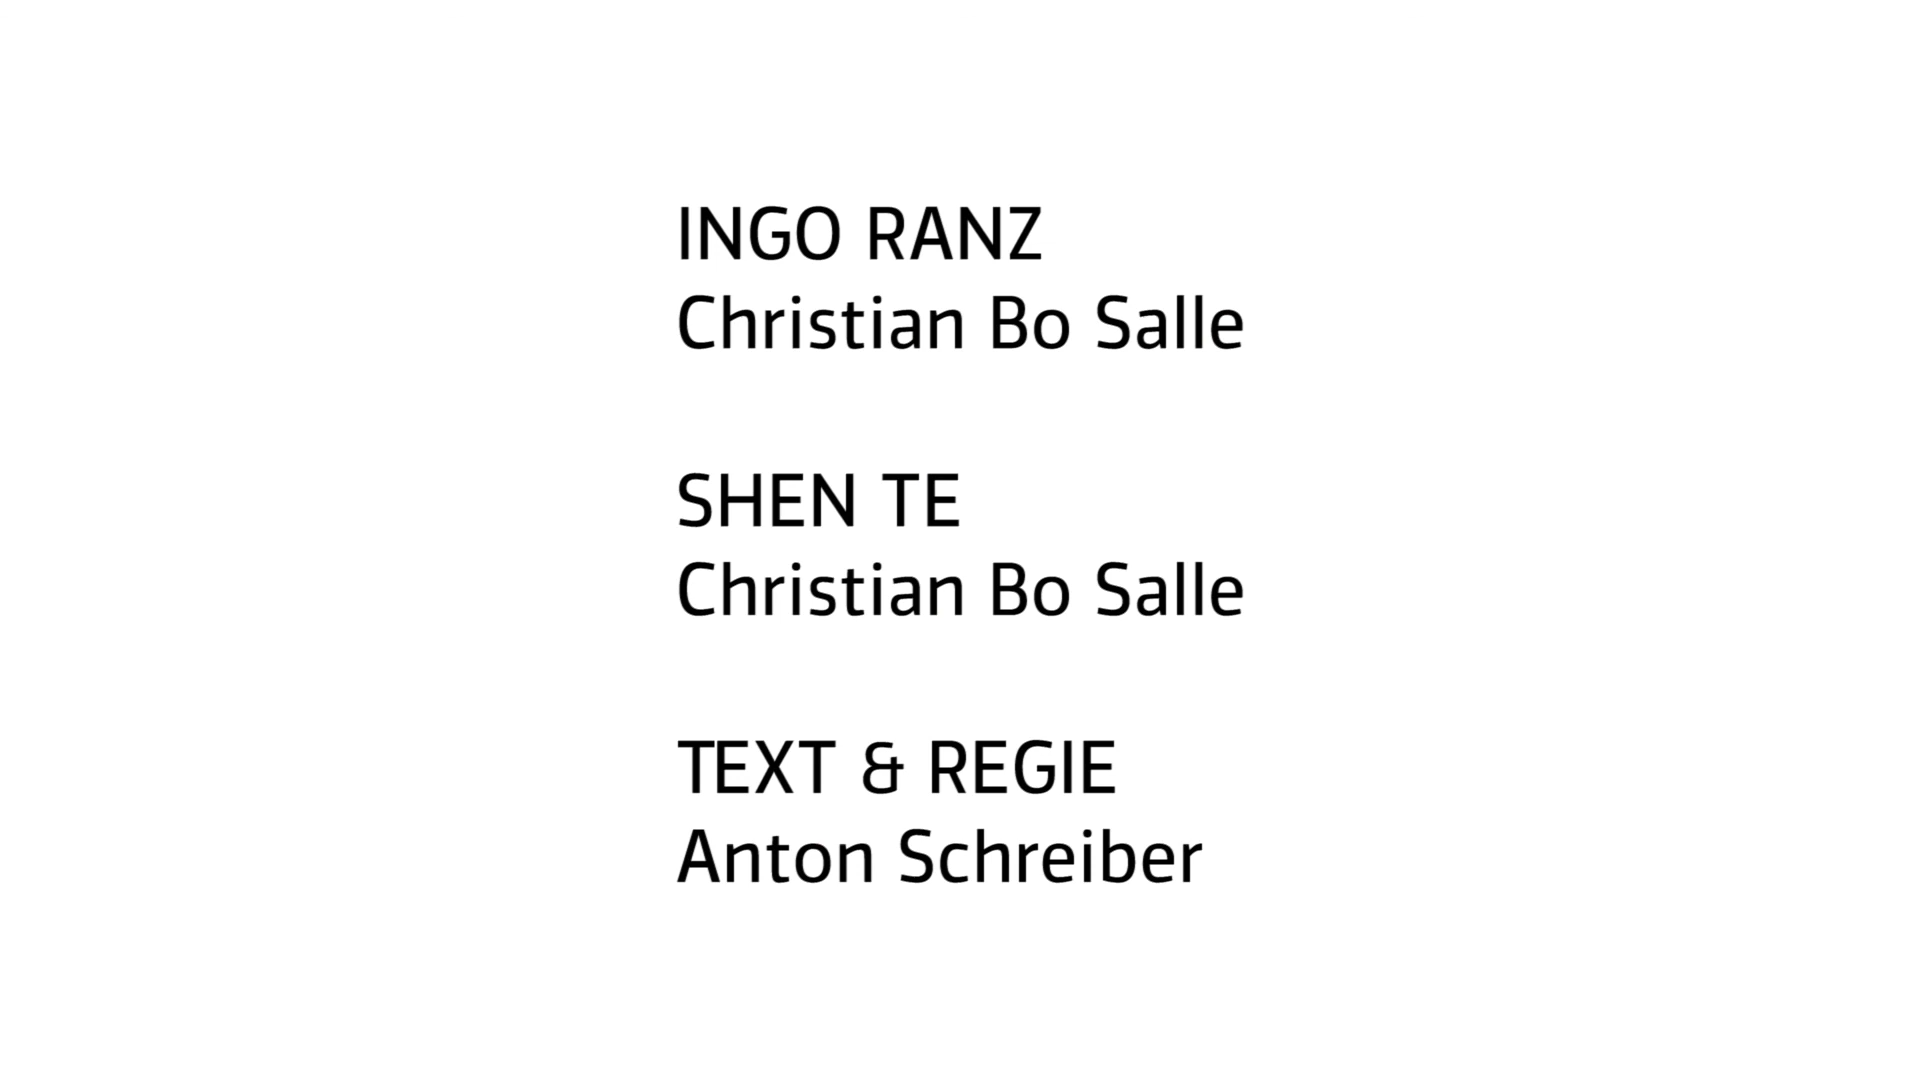 INGO RANZ
Christian Bo Salle
SHEN TE
Christian Bo Salle
TEXT & REGIE
Anton Schreiber